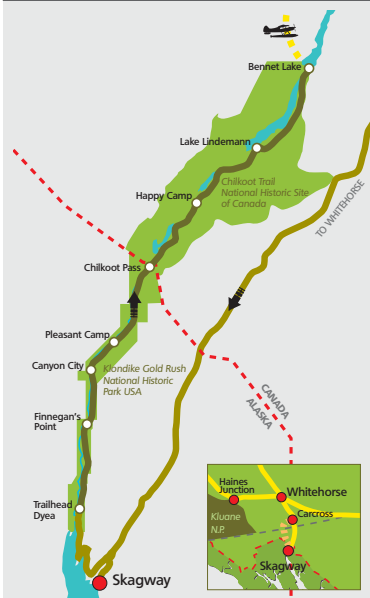 Bennet Lake
Lake Lindemann
Chilkoot Trail
National Historic Site
of Canada
Happy Camp
TO WHITEHORSE
Chilkoot Pass
Pleasant Camp
Canyon City
Klondike Gold Rush
National Historic
Park USA
CANADA
ALASKA
Finnegan's
Point
Trailhead
Dyea
Skagway
Haines
Junction
Whitehorse
Carcross
Kluane
N.P.
Skagway